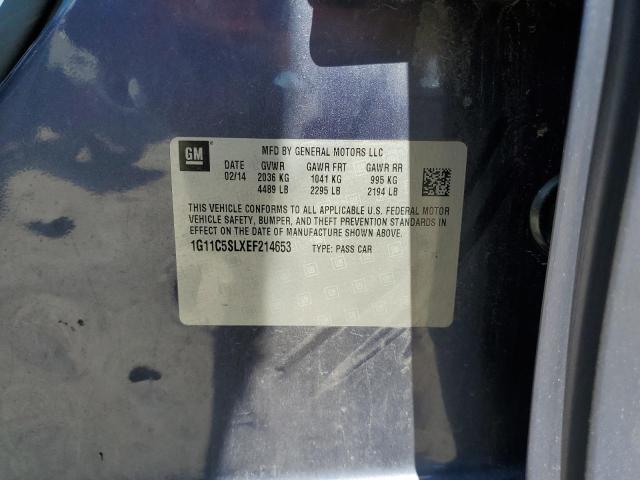 GM
MFD BY GENERAL MOTORS LLC
DATE GVWR GAWR FRT GAWR RR
02/14 2036 KG 1041 KG 995 KG
4489 LB 2295 LB 2194 LB
THIS VEHICLE CONFORMS TO ALL APPLICABLE U.S. FEDERAL MOTOR
VEHICLE SAFETY, BUMPER, AND THEFT PREVENTION STANDARDS IN
EFFECT ON THE DATE OF MANUFACTURE SHOWN ABOVE.
1G11C5SLXEF214653 TYPE: PASS CAR